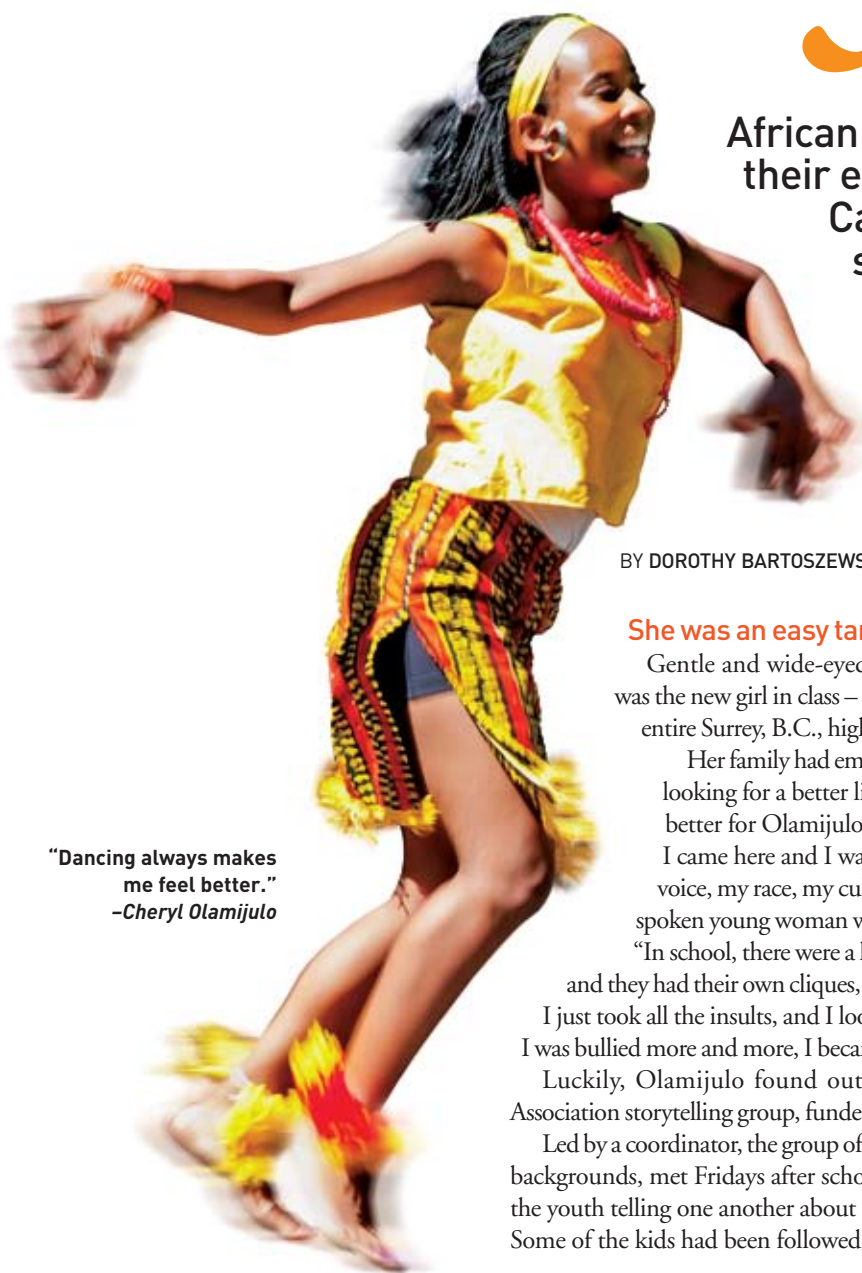 African
their e
Ca
s
BY DOROTHY BARTOSZEWS
She was an easy tar
Gentle and wide-eyed
was the new girl in class –
entire Surrey, B.C., high
Her family had em
looking for a better li
better for Olamijulo
I came here and I wa
voice, my race, my cu
spoken young woman w
“In school, there were a l
and they had their own cliques,
I just took all the insults, and I loo
I was bullied more and more, I beca
Luckily, Olamijulo found out
Association storytelling group, funde
Led by a coordinator, the group of
backgrounds, met Fridays after scho
the youth telling one another about
Some of the kids had been followed
“Dancing always makes
me feel better.”
–Cheryl Olamijulo